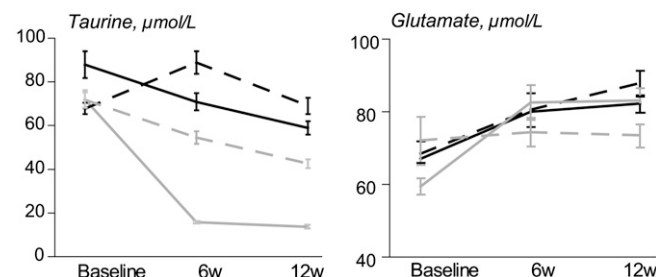 Taurine, μmol/L
100
80
60
40
20
0
Baseline 6w 12w
Glutamate, μmol/L
100
80
60
40
Baseline 6w 12w